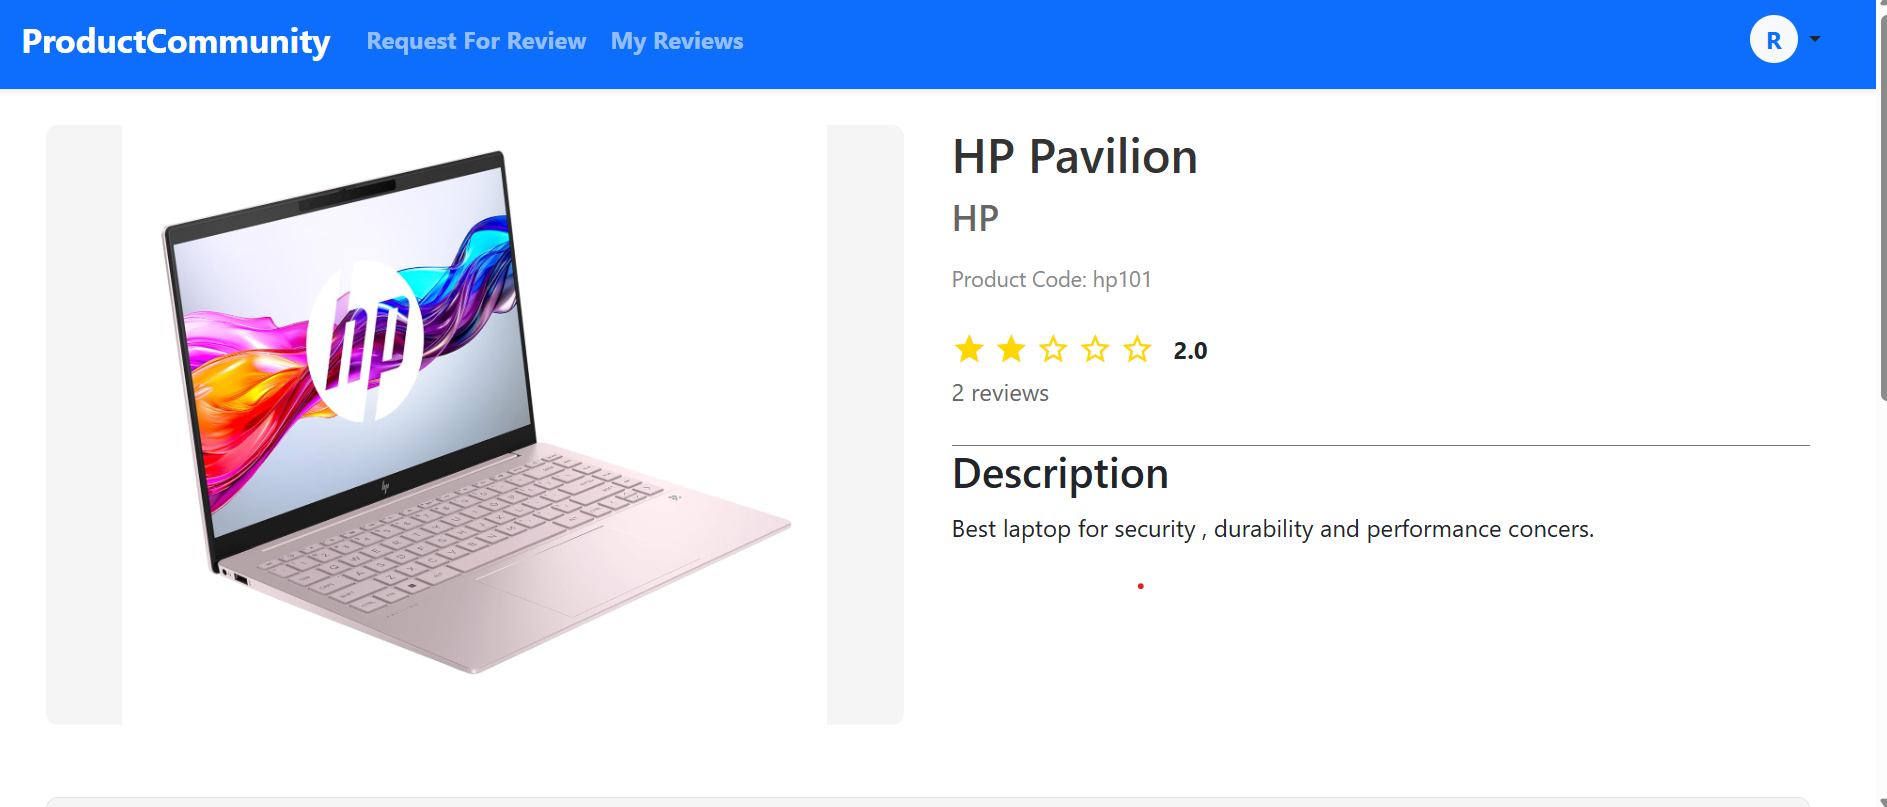 ProductCommunity Request For Review My Reviews R
hp
HP Pavilion
HP
Product Code: hp101
2.0
2 reviews
Description
Best laptop for security , durability and performance concers.